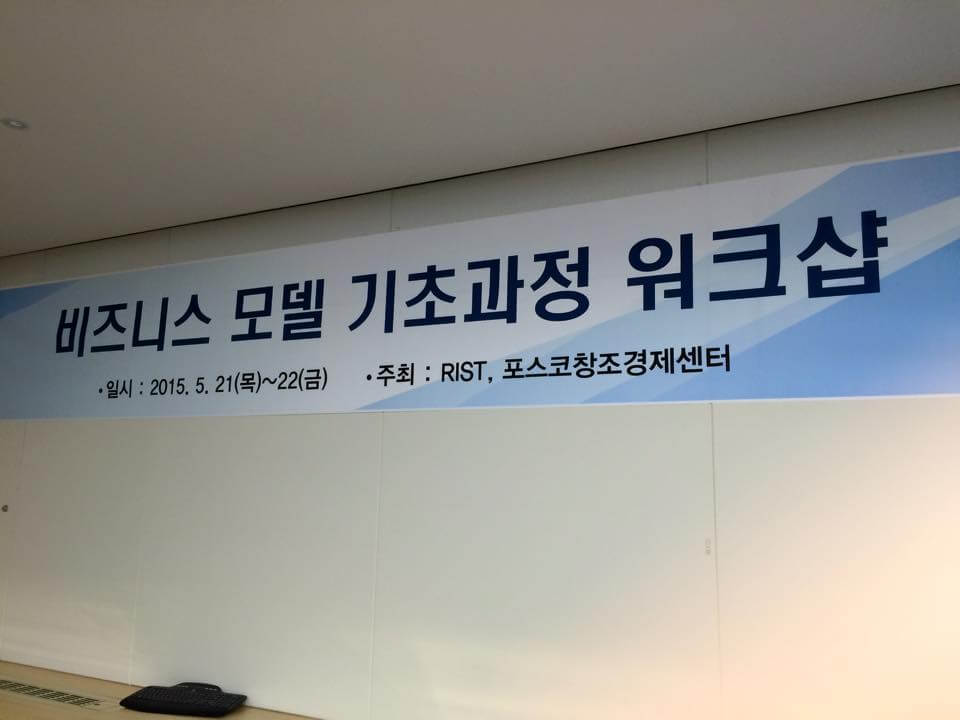 비즈니스 모델 기초과정 워크샵
•일시 : 2015. 5. 21(목)~22(금) •주최 : RIST, 포스코창조경제센터